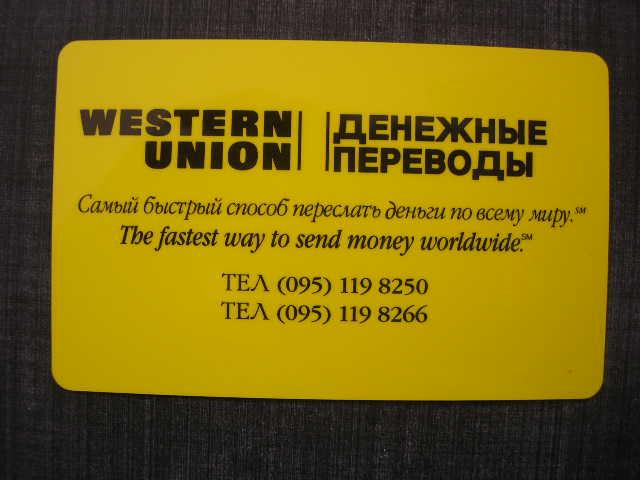 WESTERN UNION
ДЕНЕЖНЫЕ ПЕРЕВОДЫ
Самый быстрый способ переслать деньги по всему миру.℠
The fastest way to send money worldwide.℠
ТЕЛ (095) 119 8250
ТЕЛ (095) 119 8266